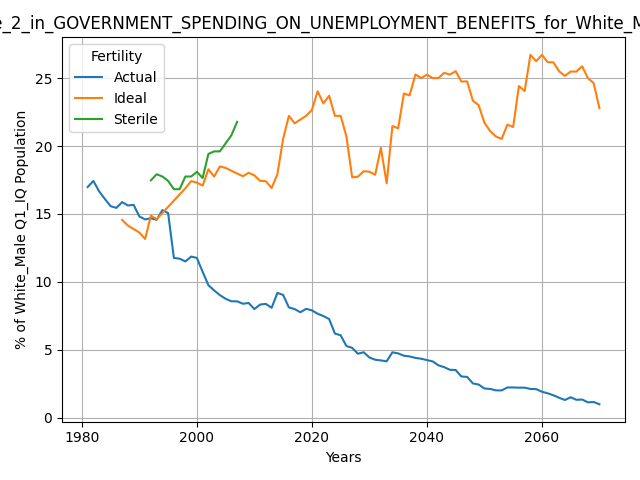 e_2_in_GOVERNMENT_SPENDING_ON_UNEMPLOYMENT_BENEFITS_for_White_M
Fertility
Actual
Ideal
Sterile
% of White_Male Q1_IQ Population
25
20
15
10
5
0
1980
2000
2020
2040
2060
Years